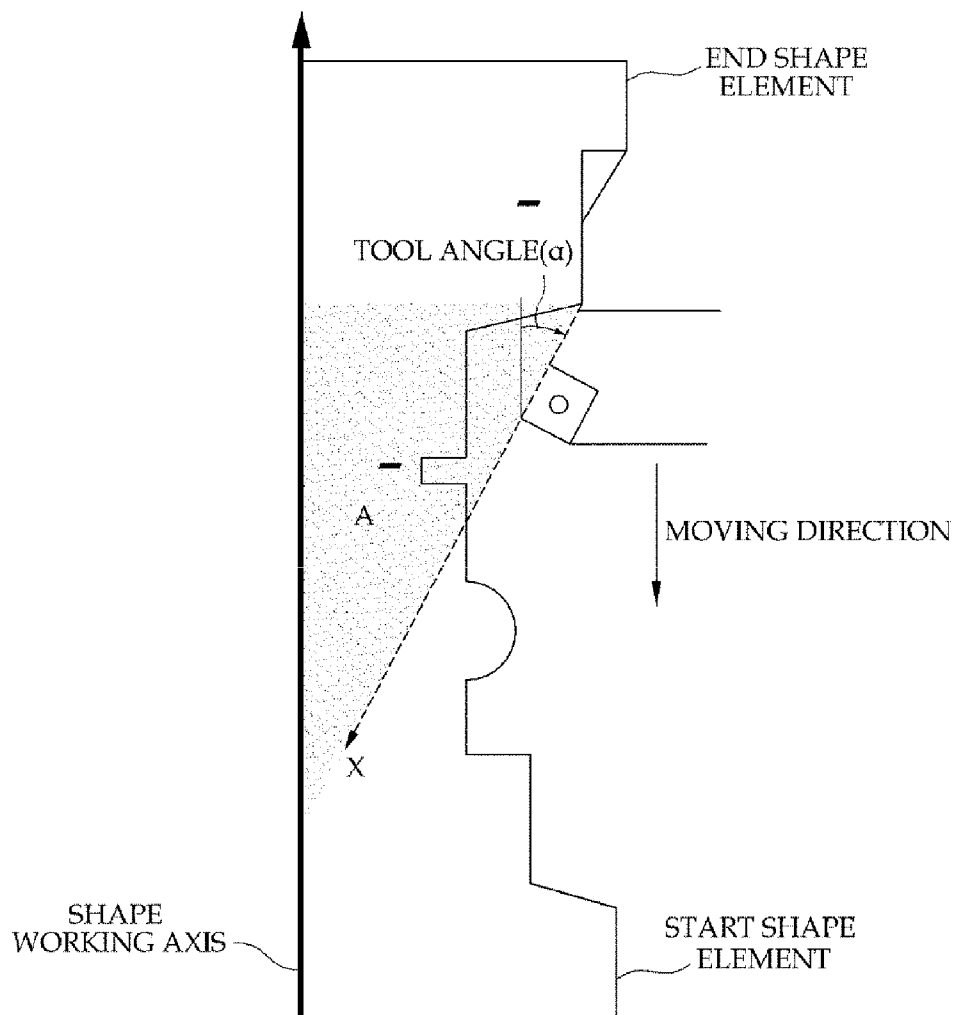 END SHAPE
ELEMENT
TOOL ANGLE(α)
A
MOVING DIRECTION
X
SHAPE
WORKING AXIS
START SHAPE
ELEMENT